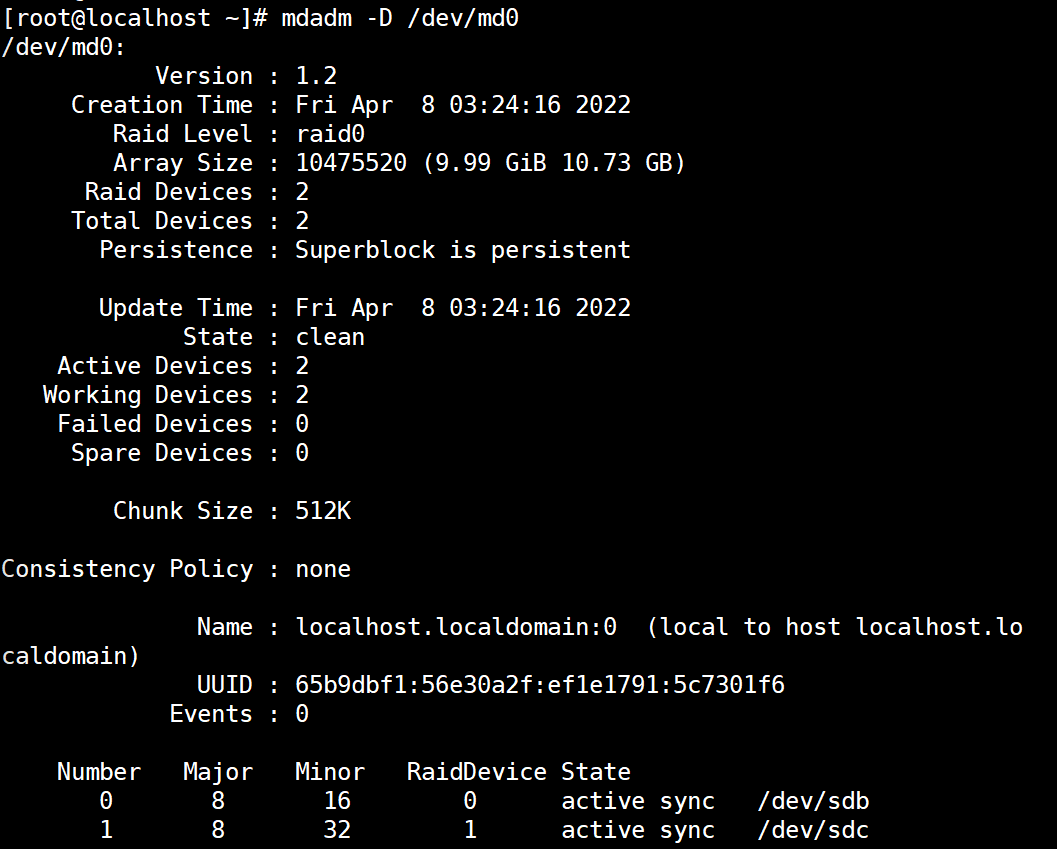 [root@localhost ~]# mdadm -D /dev/md0
/dev/md0:
           Version : 1.2
     Creation Time : Fri Apr  8 03:24:16 2022
        Raid Level : raid0
        Array Size : 10475520 (9.99 GiB 10.73 GB)
      Raid Devices : 2
     Total Devices : 2
       Persistence : Superblock is persistent

       Update Time : Fri Apr  8 03:24:16 2022
             State : clean
    Active Devices : 2
   Working Devices : 2
    Failed Devices : 0
     Spare Devices : 0

        Chunk Size : 512K

Consistency Policy : none

              Name : localhost.localdomain:0  (local to host localhost.lo
caldomain)
              UUID : 65b9dbf1:56e30a2f:ef1e1791:5c7301f6
            Events : 0

    Number   Major   Minor   RaidDevice State
       0       8       16        0      active sync   /dev/sdb
       1       8       32        1      active sync   /dev/sdc